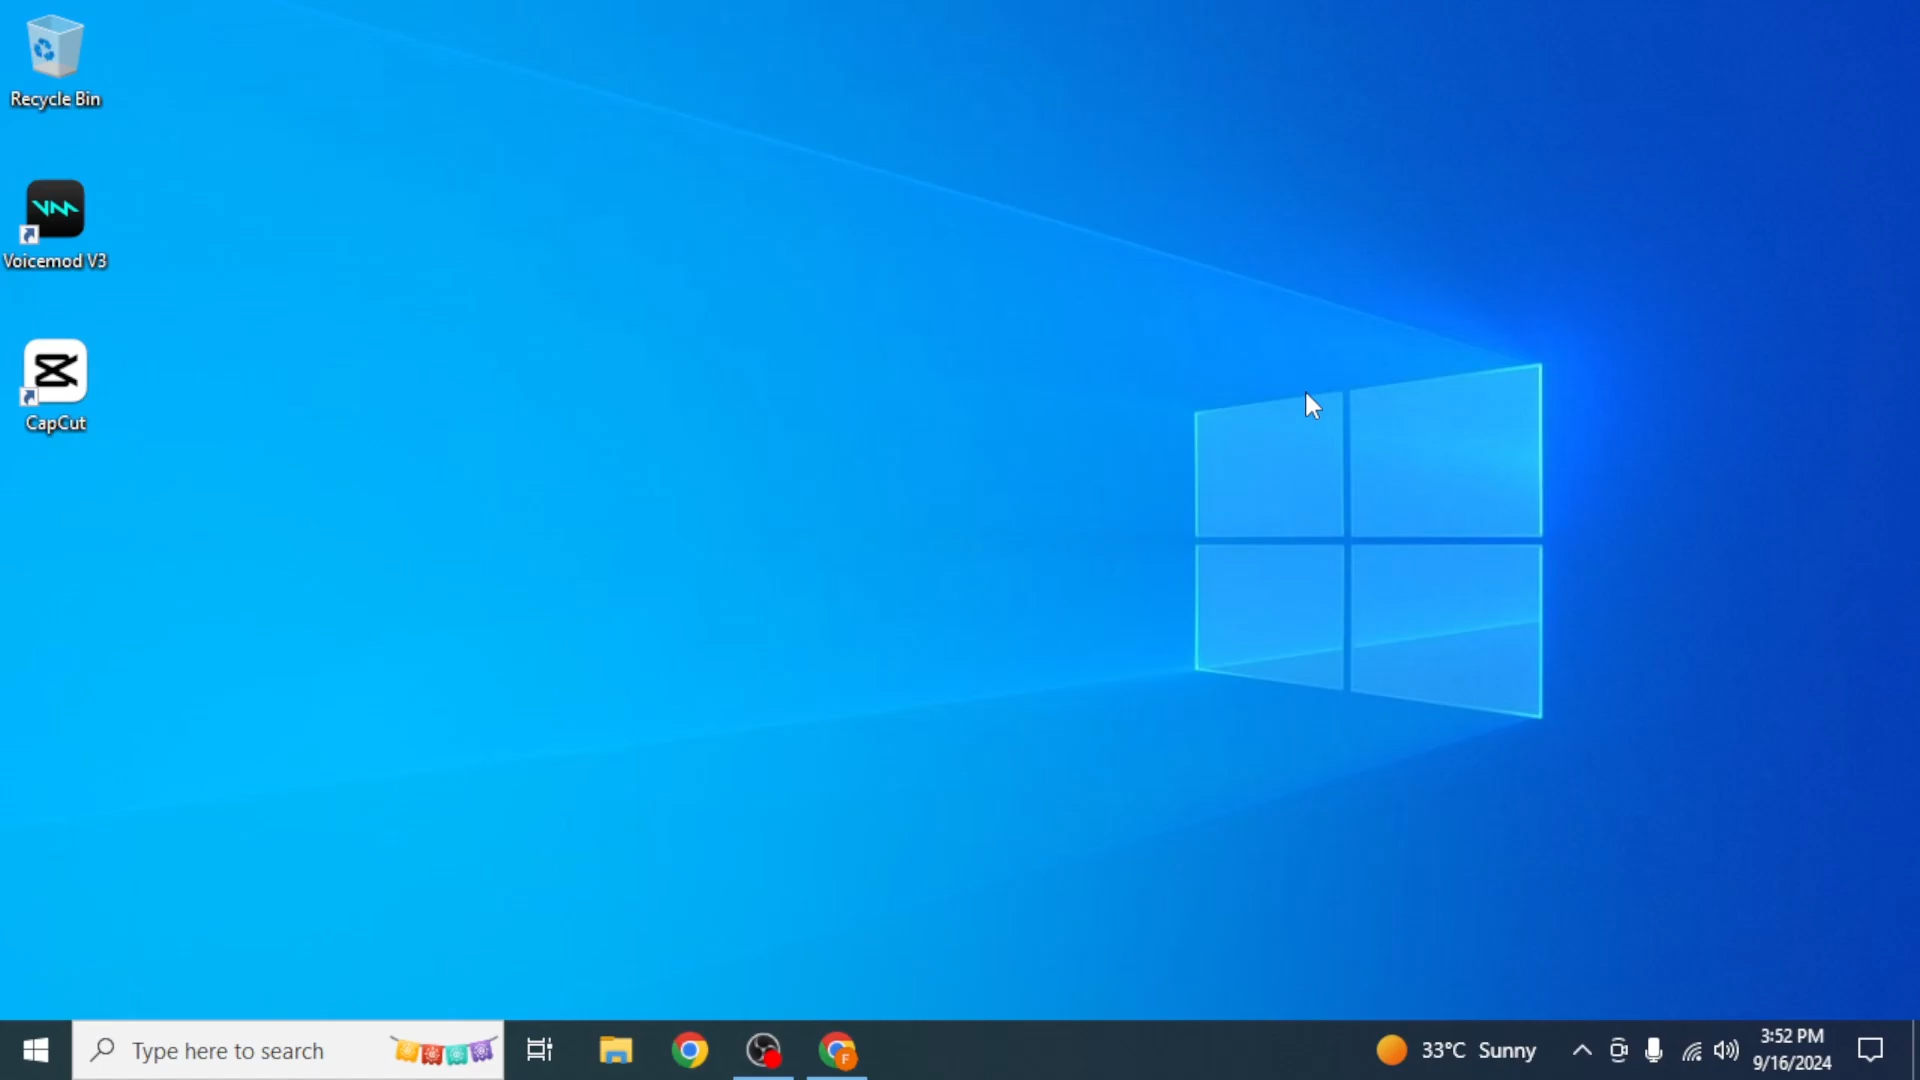 Recycle Bin
Voicemod V3
CapCut
Type here to search
F
33°C Sunny
3:52 PM
9/16/2024